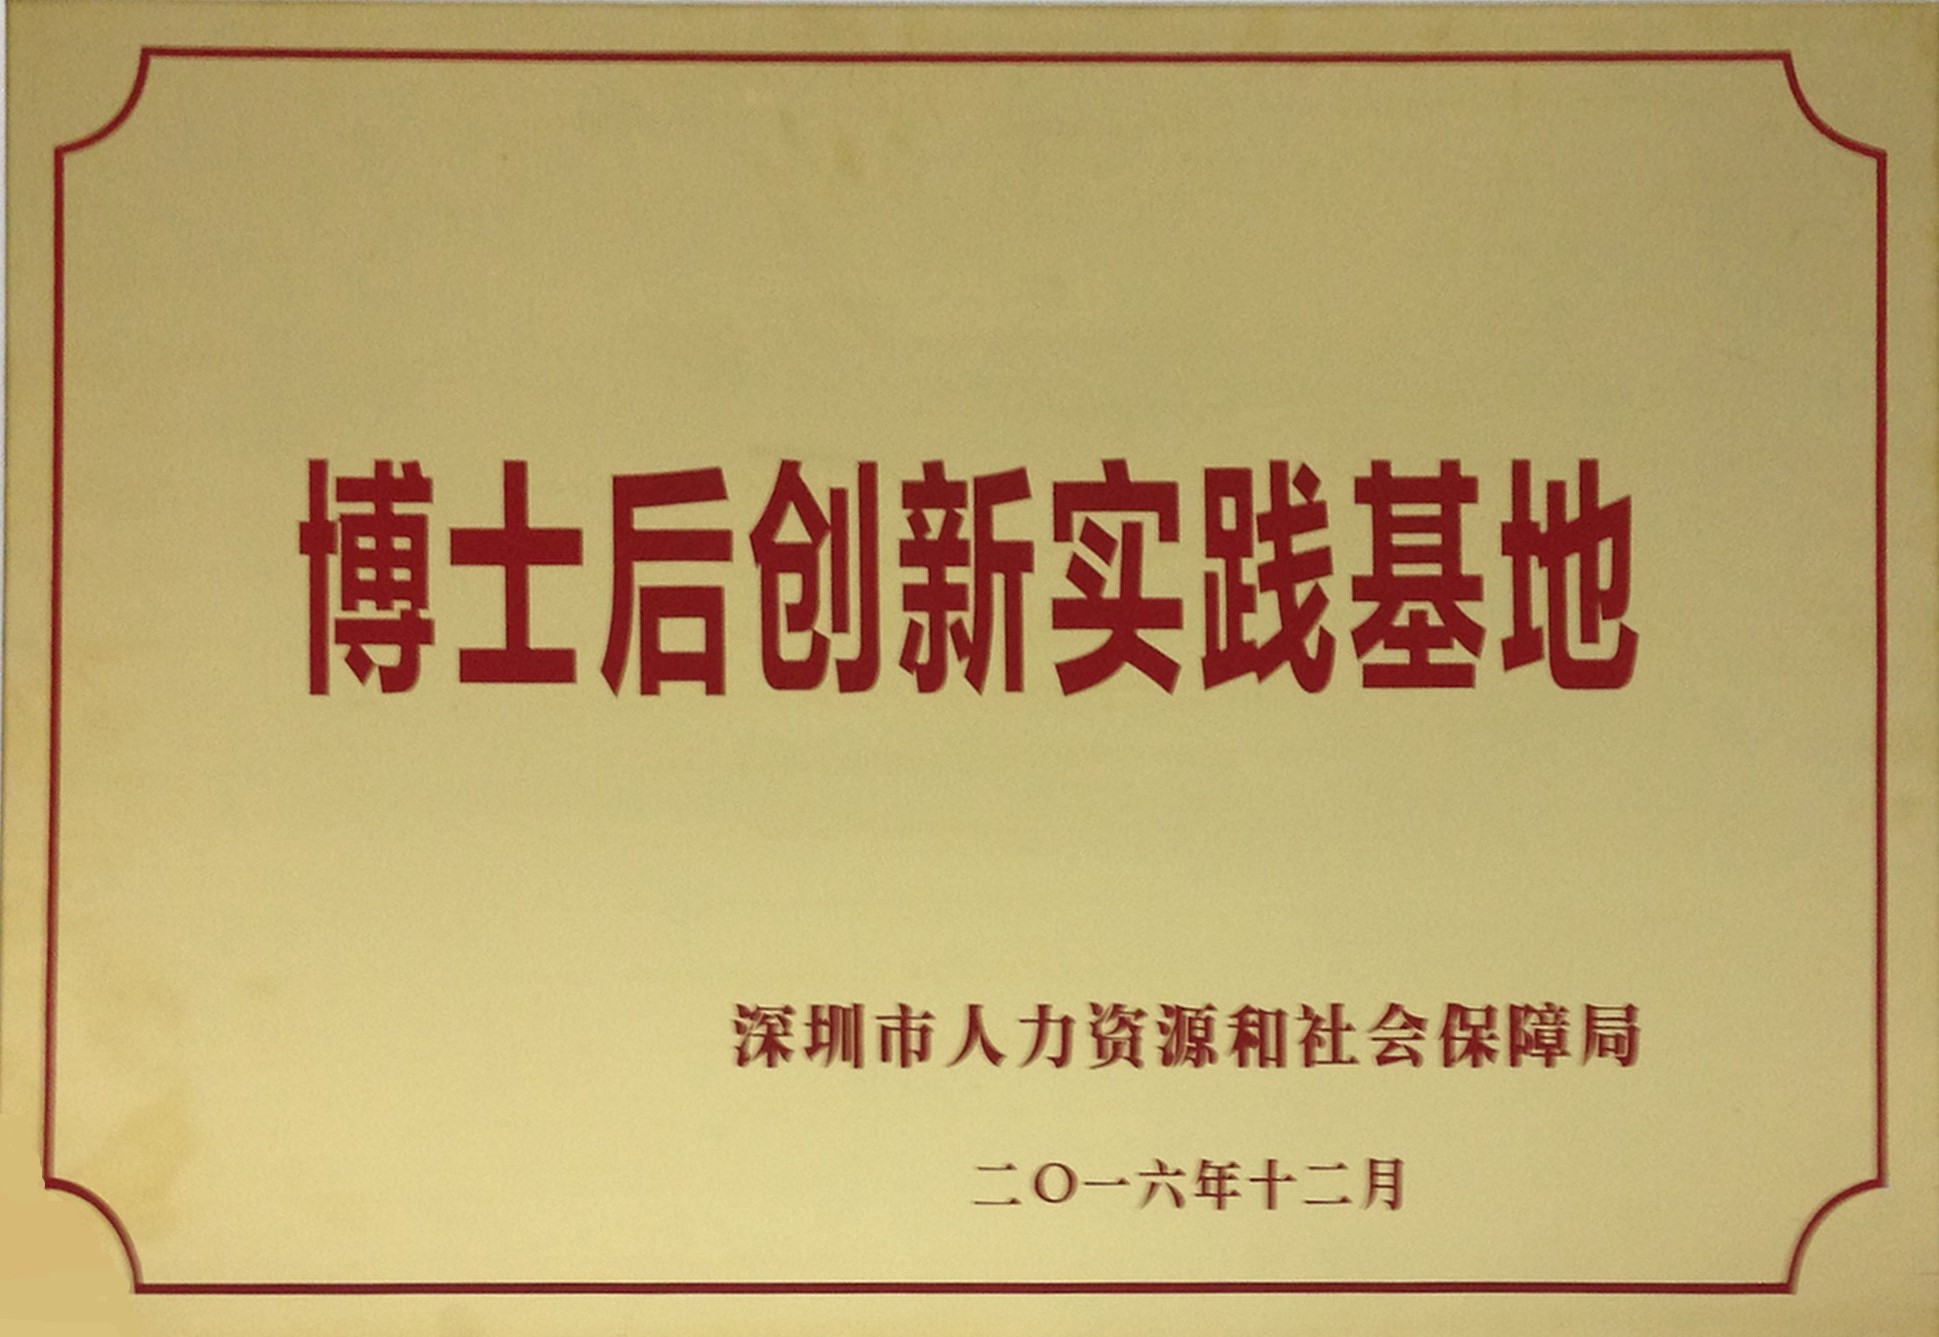 博士后创新实践基地
深圳市人力资源和社会保障局
二〇一六年十二月